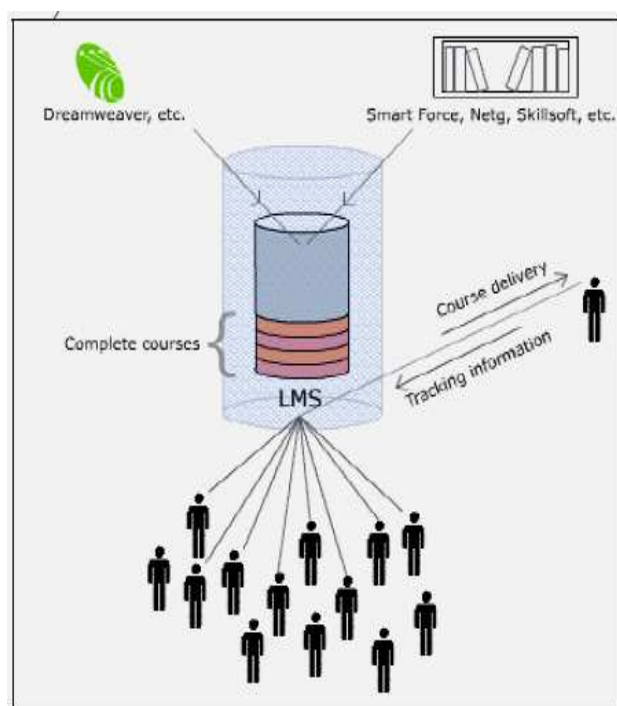 Dreamweaver, etc.
Smart Force, Netg, Skillsoft, etc.
Course delivery
Tracking information
Complete courses
LMS